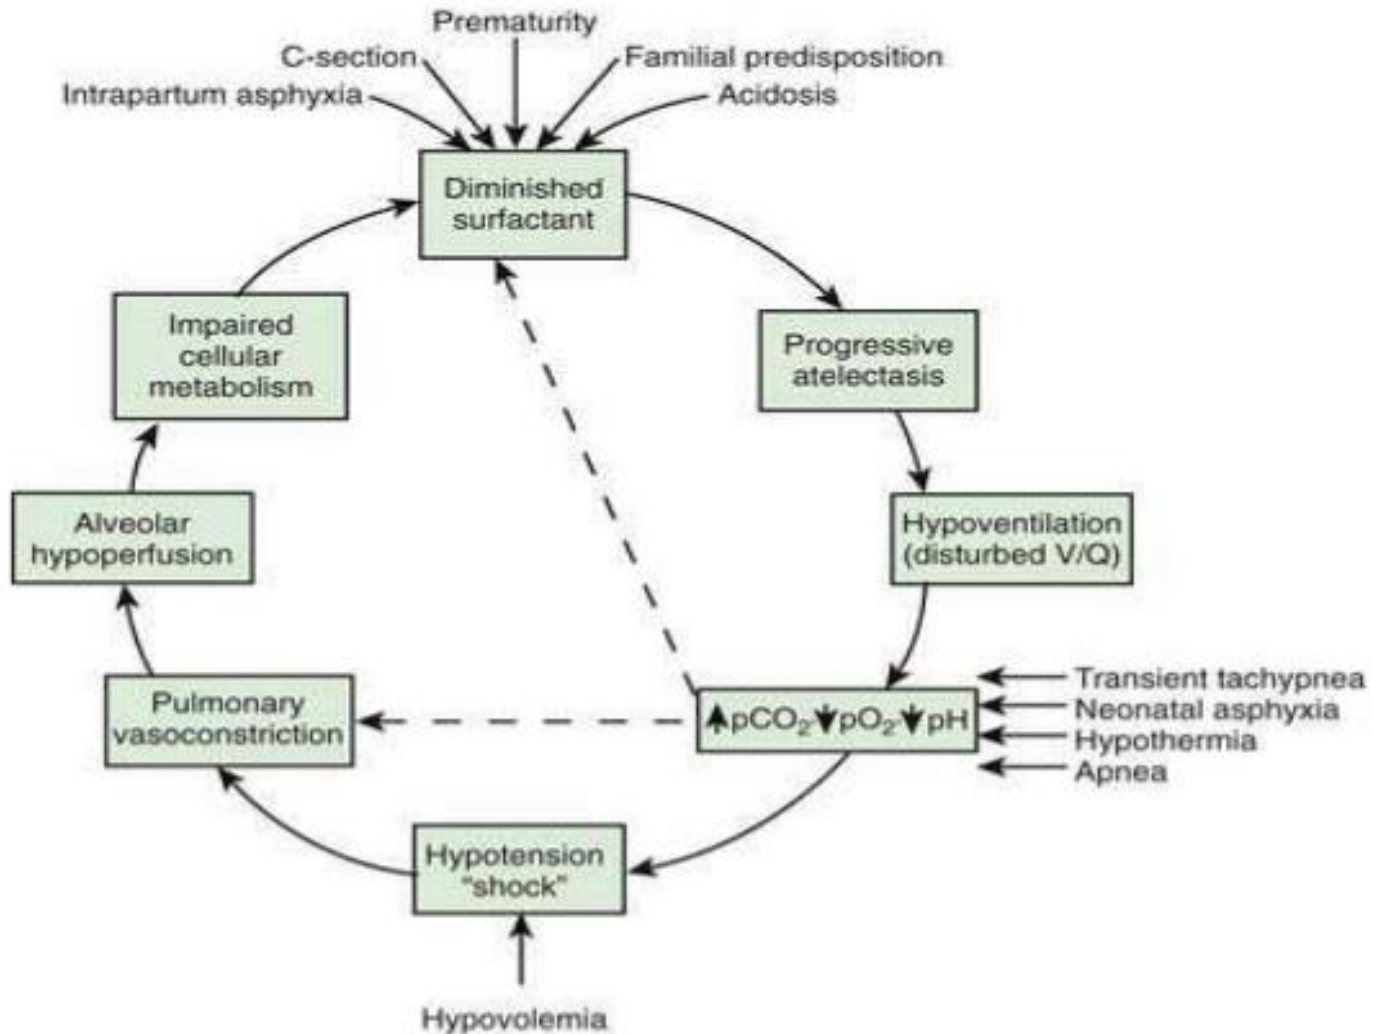 Prematurity
C-section
Familial predisposition
Intrapartum asphyxia
Acidosis
Diminished
surfactant
Impaired
cellular
metabolism
Progressive
atelectasis
Alveolar
hypoperfusion
Hypoventilation
(disturbed V/Q)
Pulmonary
vasoconstriction
↑pCO₂ ↓pO₂ ↓pH
Transient tachypnea
Neonatal asphyxia
Hypothermia
Apnea
Hypotension
"shock"
Hypovolemia